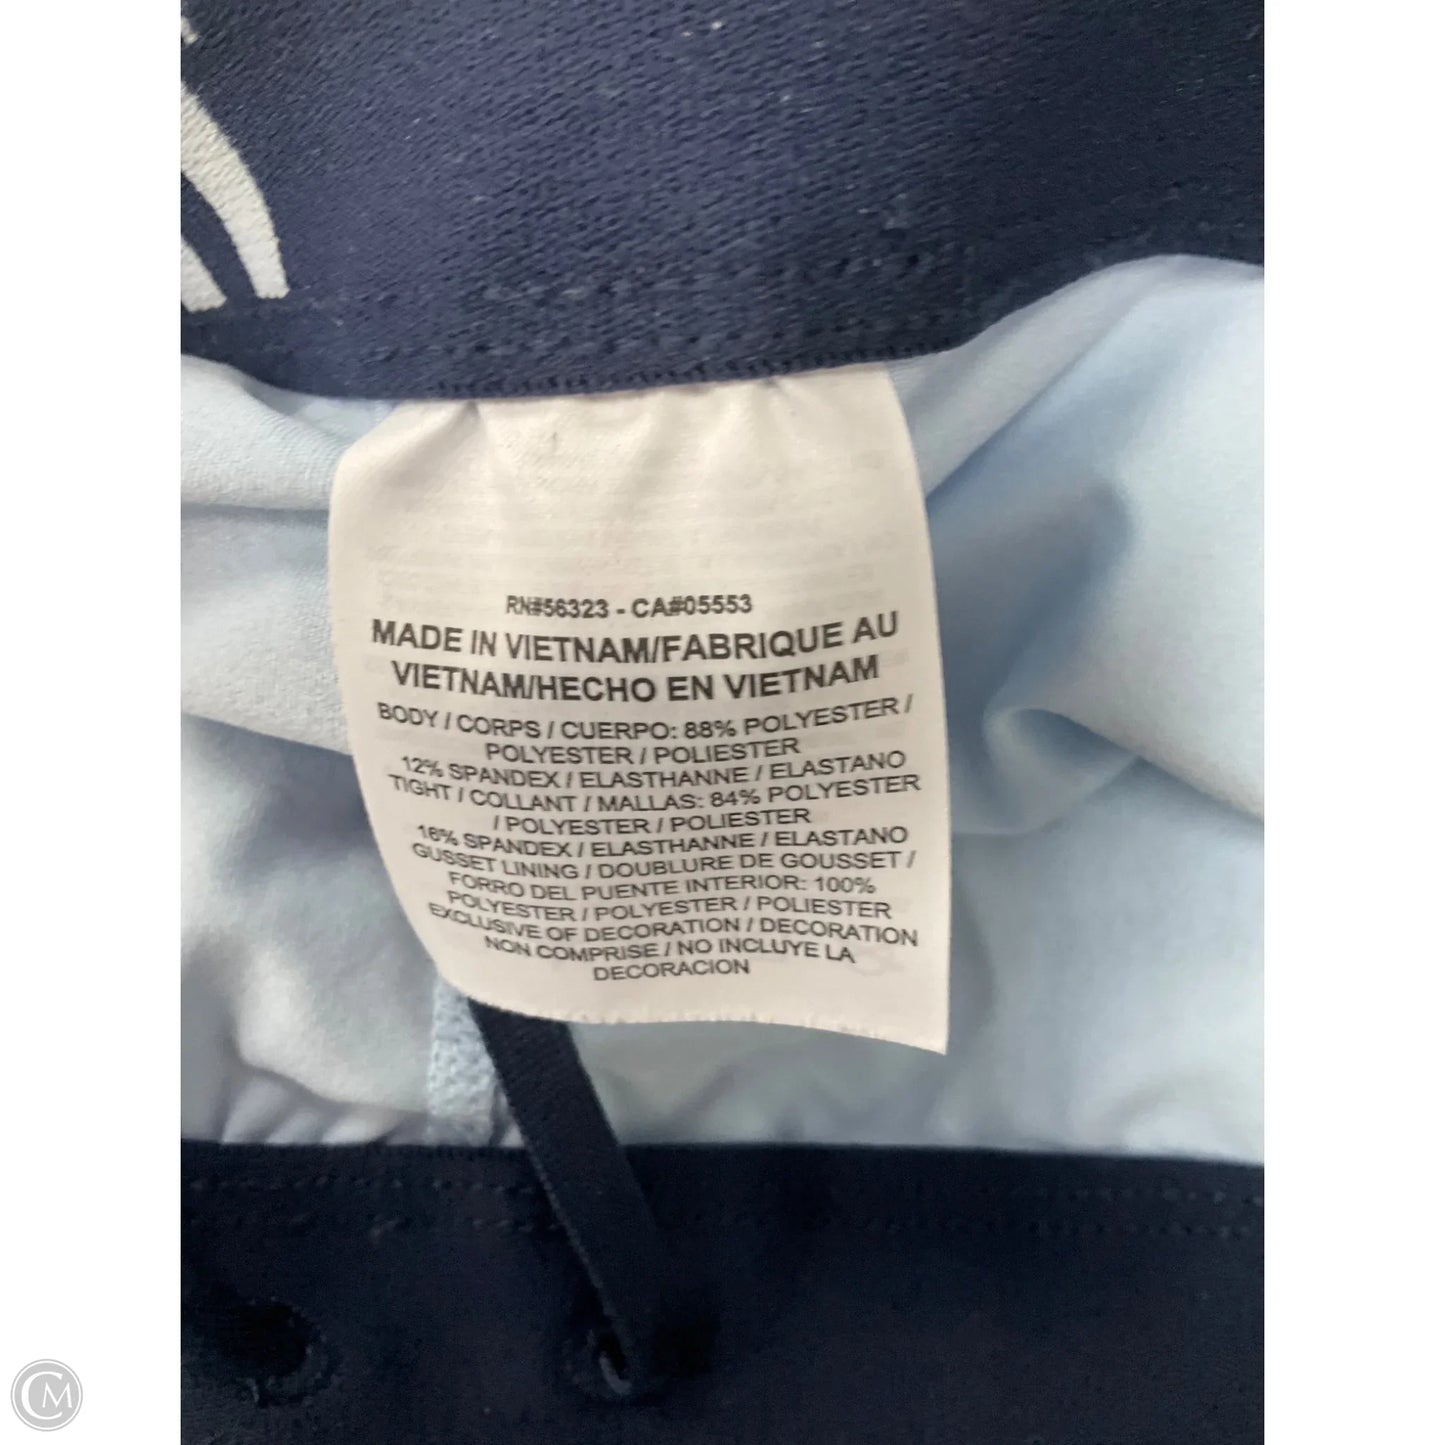 RN#56323 - CA#05553
MADE IN VIETNAM/FABRIQUE AU
VIETNAM/HECHO EN VIETNAM
BODY / CORPS / CUERPO: 88% POLYESTER /
POLYESTER / POLIESTER
12% SPANDEX / ELASTHANNE / ELASTANO
TIGHT / COLLANT / MALLAS: 84% POLYESTER
/ POLYESTER / POLIESTER
16% SPANDEX / ELASTHANNE / ELASTANO
GUSSET LINING / DOUBLURE DE GOUSSET /
FORRO DEL PUENTE INTERIOR: 100%
POLYESTER / POLYESTER / POLIESTER
EXCLUSIVE OF DECORATION / DECORATION
NON COMPRISE / NO INCLUYE LA
DECORACION
CM